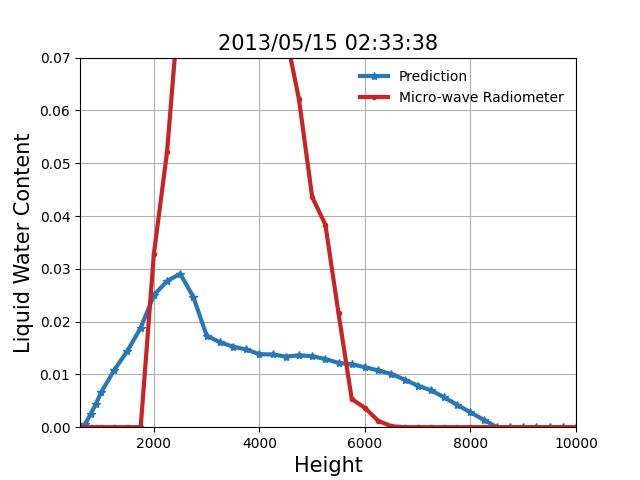 2013/05/15 02:33:38
Prediction
Micro-wave Radiometer
Liquid Water Content
0.07
0.06
0.05
0.04
0.03
0.02
0.01
0.00
2000 4000 6000 8000 10000
Height